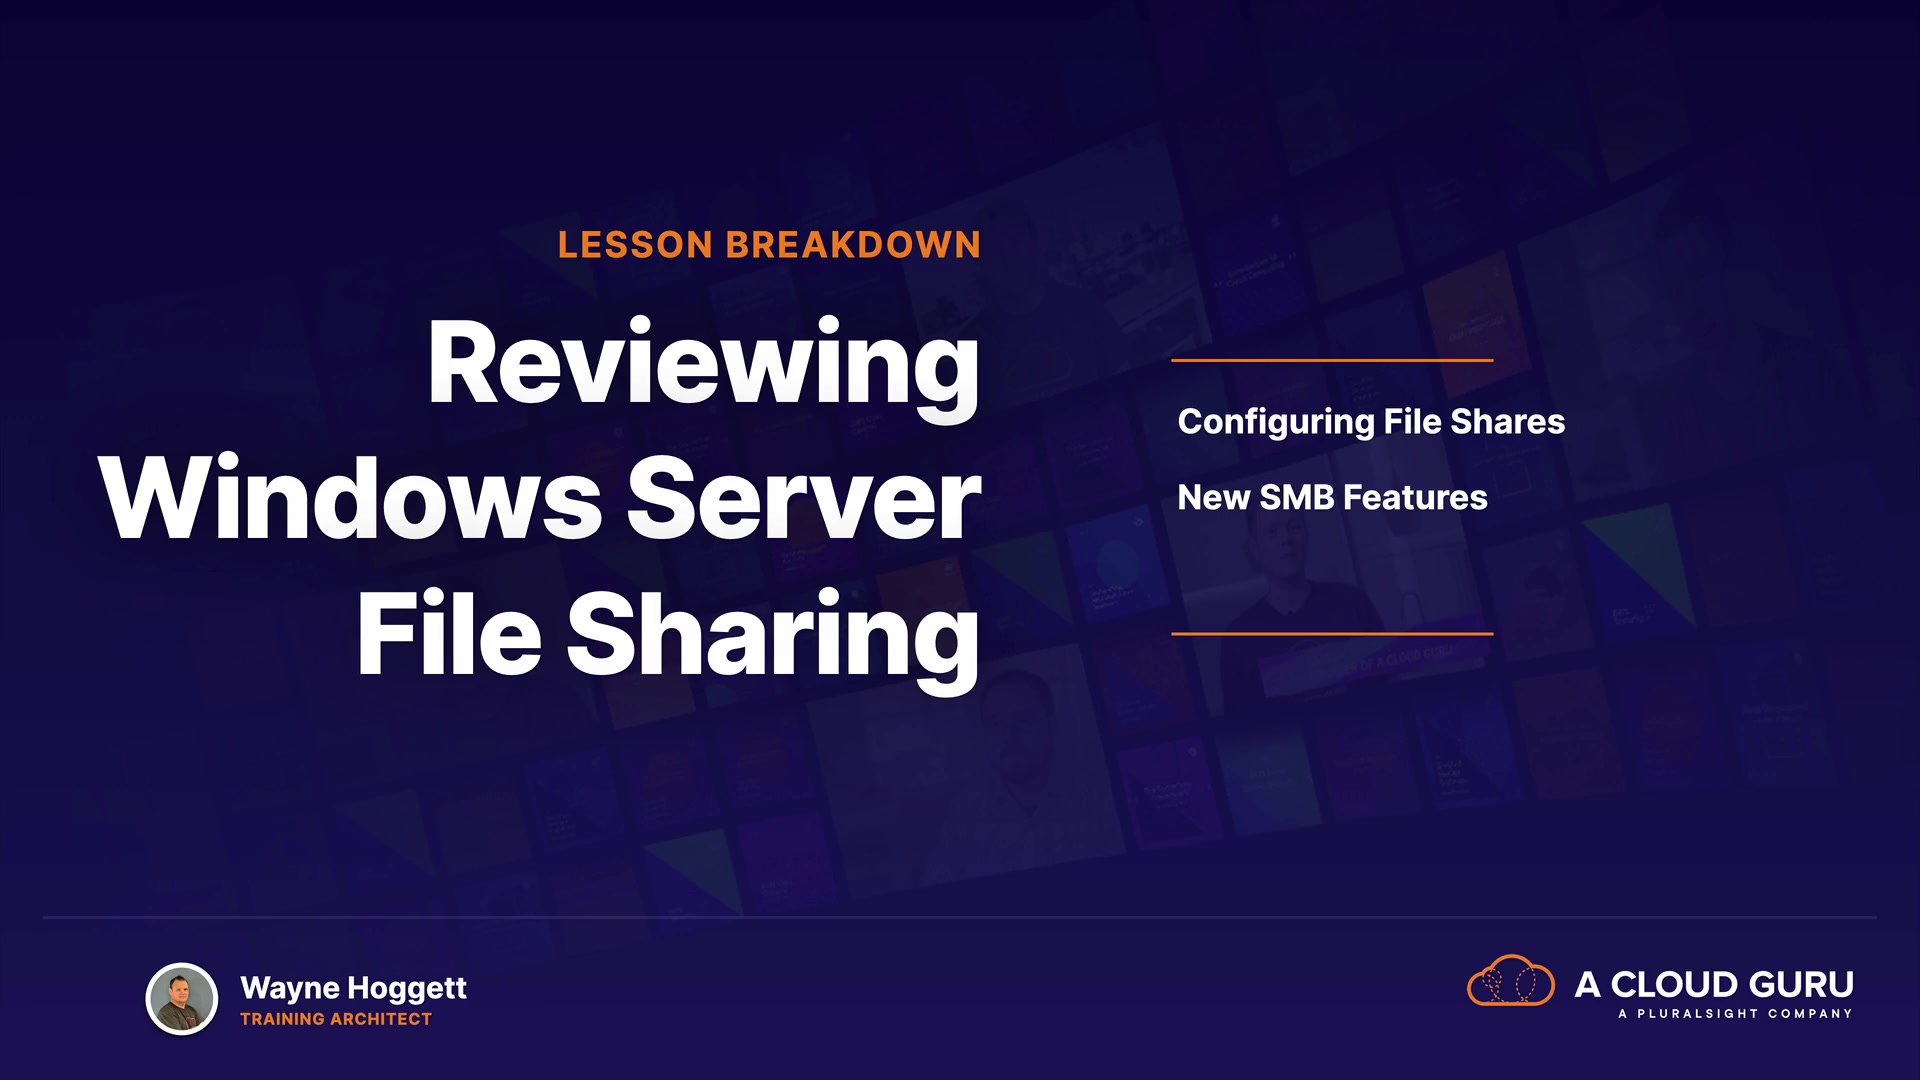 LESSON BREAKDOWN
Reviewing
Windows Server
File Sharing
Configuring File Shares
New SMB Features
Wayne Hoggett
TRAINING ARCHITECT
A CLOUD GURU
A PLURALSIGHT COMPANY